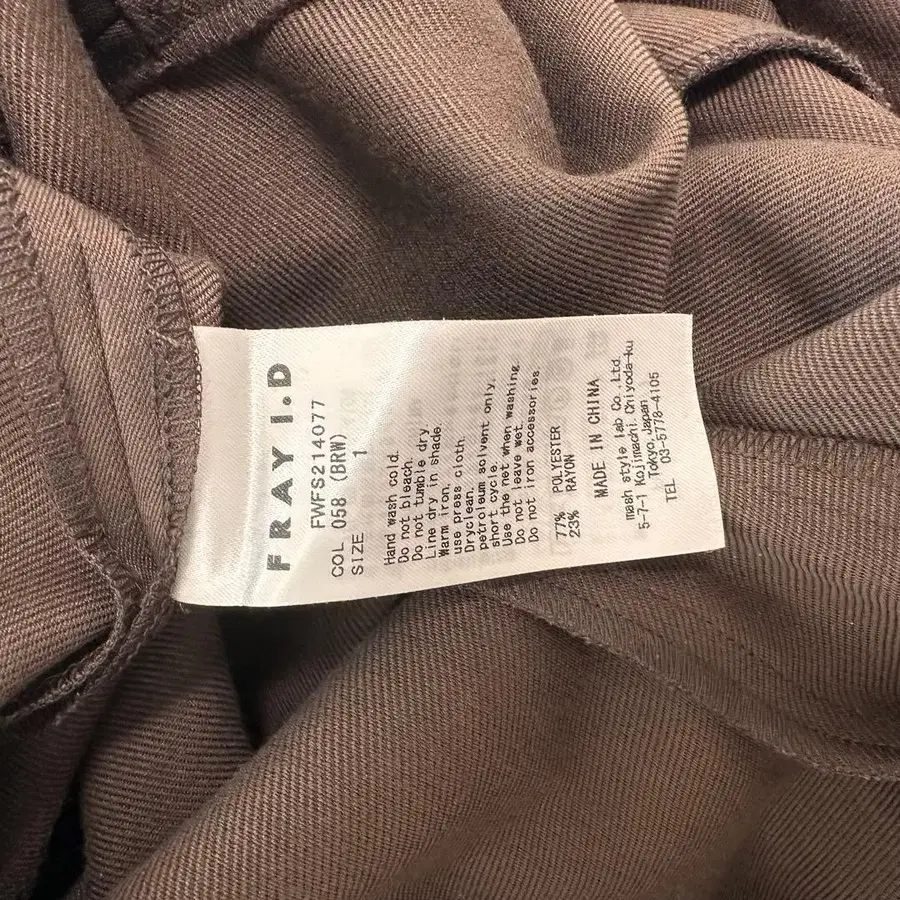 FRAY I.D
FWFS214077
COL 058 (BRW)
SIZE 1
Hand wash cold.
Do not bleach.
Do not tumble dry.
Line dry in shade.
Warm iron.
use press cloth.
Dryclean.
petroleum solvent only.
short cycle.
Use the net when washing.
Do not leave wet.
Do not iron accessories.
77% POLYESTER
23% RAYON
MADE IN CHINA
mash style lab Co.,Ltd.
5-7-1 Kojimachi, Chiyoda-ku
Tokyo, Japan
TEL 03-5778-4105